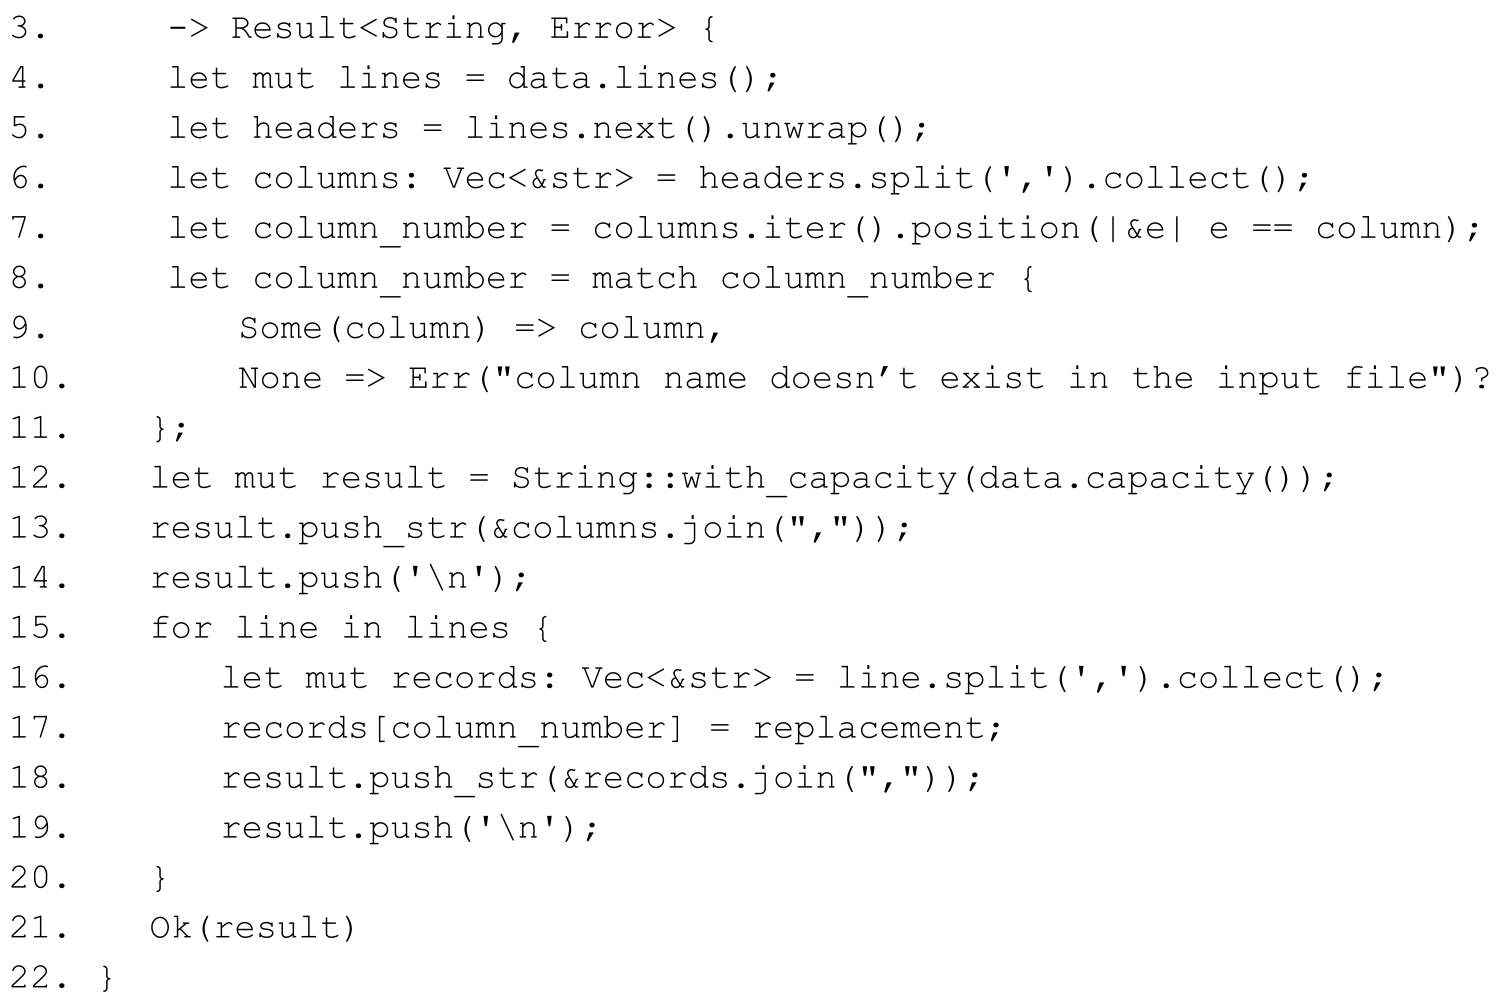 3.     -> Result<String, Error> {
4.     let mut lines = data.lines();
5.     let headers = lines.next().unwrap();
6.     let columns: Vec<&str> = headers.split(',').collect();
7.     let column_number = columns.iter().position(|&e| e == column);
8.     let column_number = match column_number {
9.         Some(column) => column,
10.        None => Err("column name doesn’t exist in the input file")?
11.    };
12.    let mut result = String::with_capacity(data.capacity());
13.    result.push_str(&columns.join(","));
14.    result.push('\n');
15.    for line in lines {
16.        let mut records: Vec<&str> = line.split(',').collect();
17.        records[column_number] = replacement;
18.        result.push_str(&records.join(","));
19.        result.push('\n');
20.    }
21.    Ok(result)
22. }